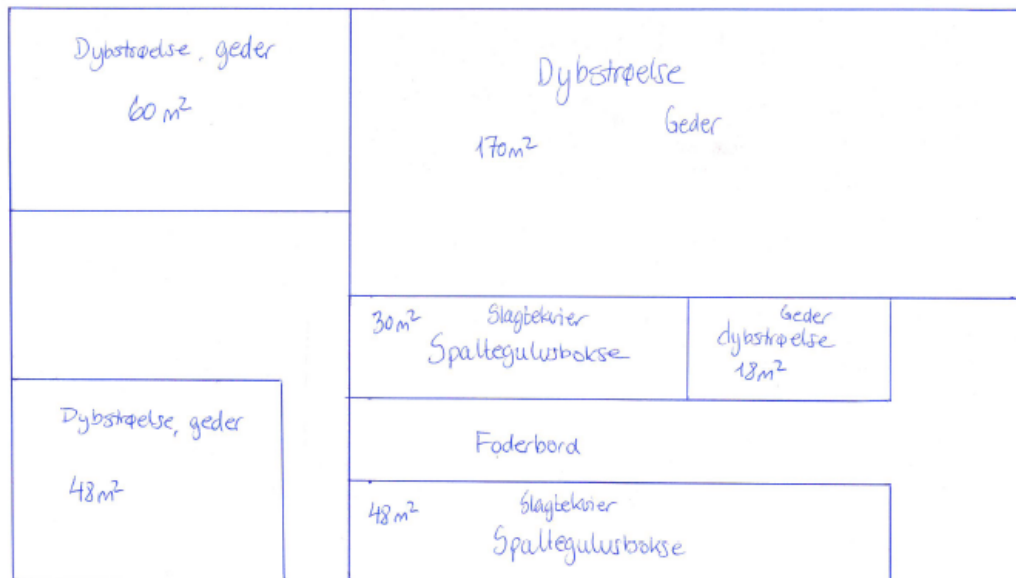 Dybstrøelse, geder
60 m²
Dybstrøelse
Geder
170m²
30m² Slagtekvier
Spaltegulvsbokse
Geder
dybstrøelse
18m²
Dybstrøelse, geder
48m²
Foderbord
48m² Slagtekvier
Spaltegulvsbokse